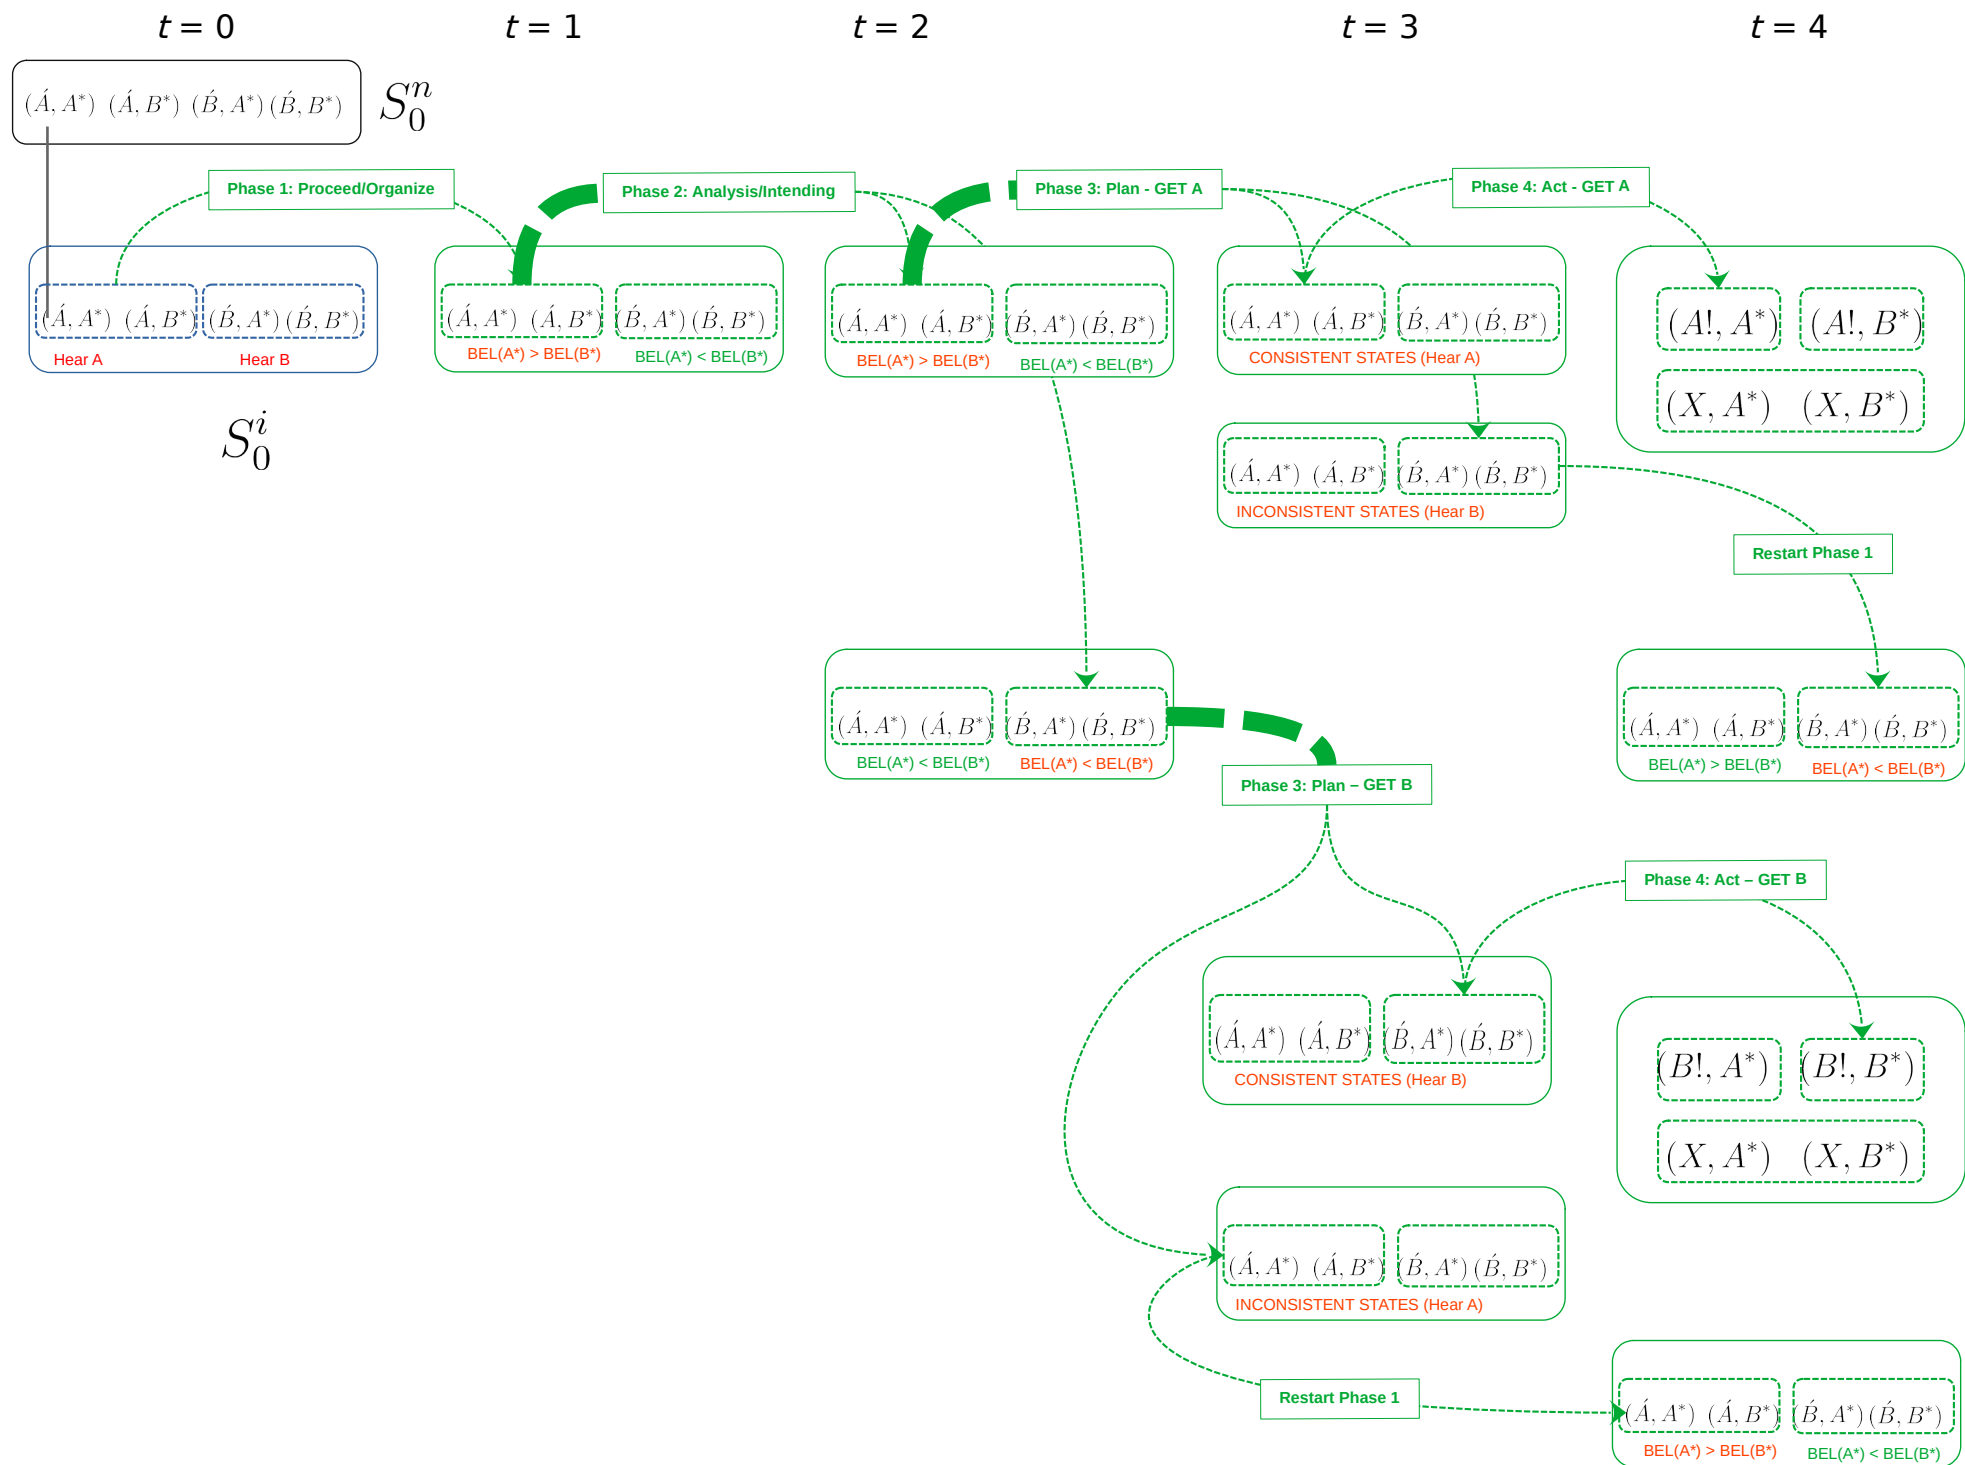 t = 0
t = 1
t = 2
t = 3
t = 4
(Á, A*) (Á, B*) (B́, A*) (B́, B*)
S₀ⁿ
Phase 1: Proceed/Organize
Phase 2: Analysis/Intending
Phase 3: Plan - GET A
Phase 4: Act - GET A
(Á, A*) (Á, B*) (B́, A*) (B́, B*)
Hear A
Hear B
S₀ⁱ
(Á, A*) (Á, B*) (B́, A*) (B́, B*)
BEL(A*) > BEL(B*)
BEL(A*) < BEL(B*)
(Á, A*) (Á, B*) (B́, A*) (B́, B*)
BEL(A*) > BEL(B*)
BEL(A*) < BEL(B*)
(Á, A*) (Á, B*) (B́, A*) (B́, B*)
CONSISTENT STATES (Hear A)
(A!, A*) (A!, B*)
(X, A*) (X, B*)
(Á, A*) (Á, B*) (B́, A*) (B́, B*)
INCONSISTENT STATES (Hear B)
Restart Phase 1
(Á, A*) (Á, B*) (B́, A*) (B́, B*)
BEL(A*) < BEL(B*)
BEL(A*) < BEL(B*)
(Á, A*) (Á, B*) (B́, A*) (B́, B*)
BEL(A*) > BEL(B*)
BEL(A*) < BEL(B*)
Phase 3: Plan – GET B
Phase 4: Act – GET B
(Á, A*) (Á, B*) (B́, A*) (B́, B*)
CONSISTENT STATES (Hear B)
(B!, A*) (B!, B*)
(X, A*) (X, B*)
(Á, A*) (Á, B*) (B́, A*) (B́, B*)
INCONSISTENT STATES (Hear A)
Restart Phase 1
(Á, A*) (Á, B*) (B́, A*) (B́, B*)
BEL(A*) > BEL(B*)
BEL(A*) < BEL(B*)